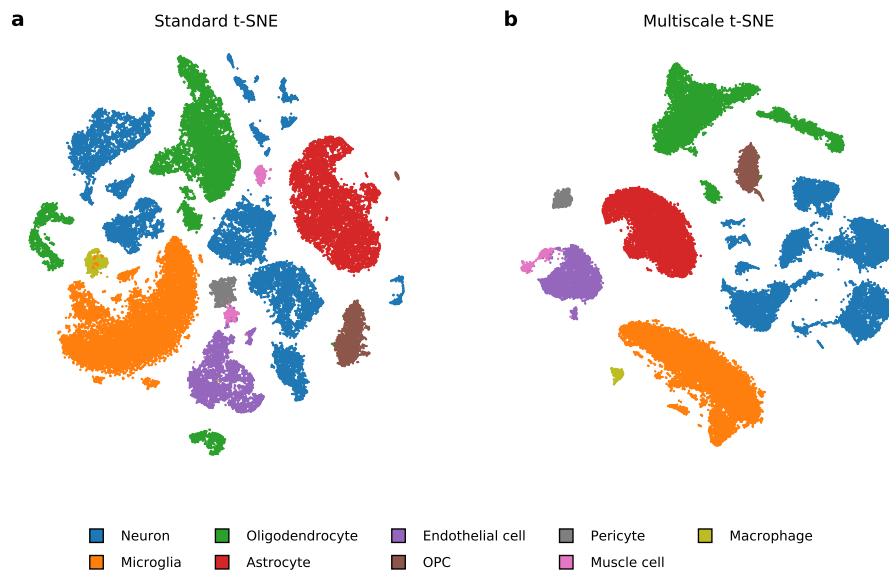 a Standard t-SNE b Multiscale t-SNE
Neuron Oligodendrocyte Endothelial cell Pericyte Macrophage
Microglia Astrocyte OPC Muscle cell